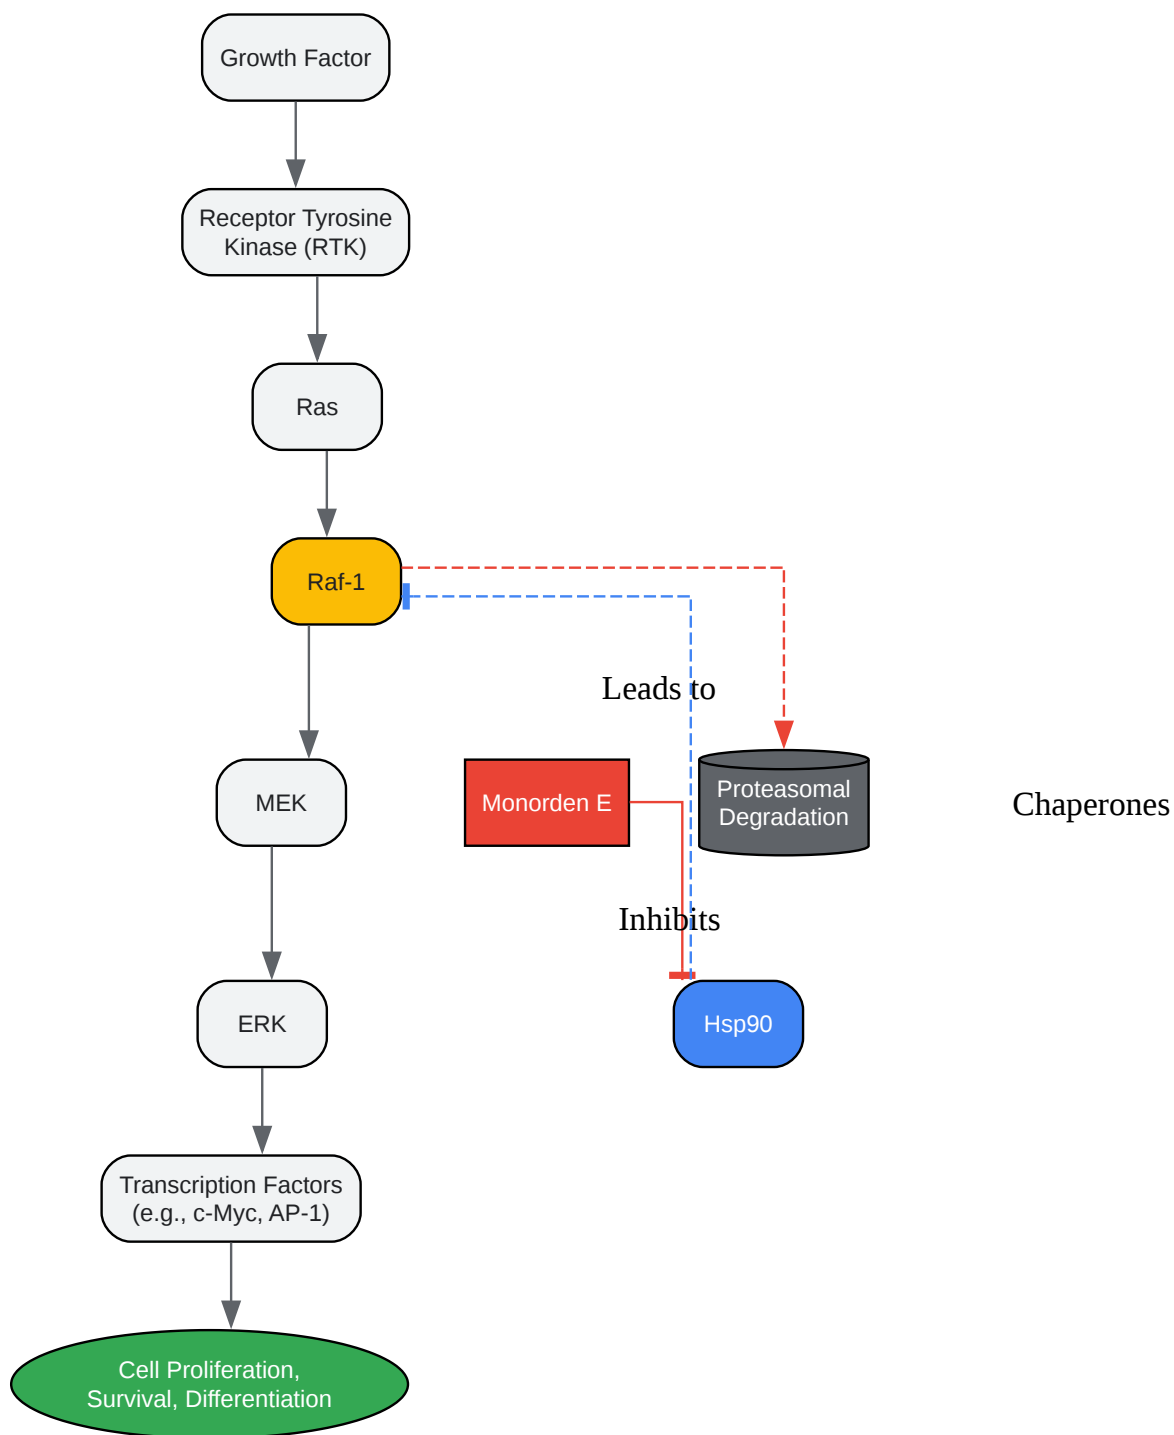 Growth Factor
Receptor Tyrosine
Kinase (RTK)
Ras
Raf-1
Leads to
MEK
Monorden E
Proteasomal
Degradation
Chaperones
Inhibits
ERK
Hsp90
Transcription Factors
(e.g., c-Myc, AP-1)
Cell Proliferation,
Survival, Differentiation